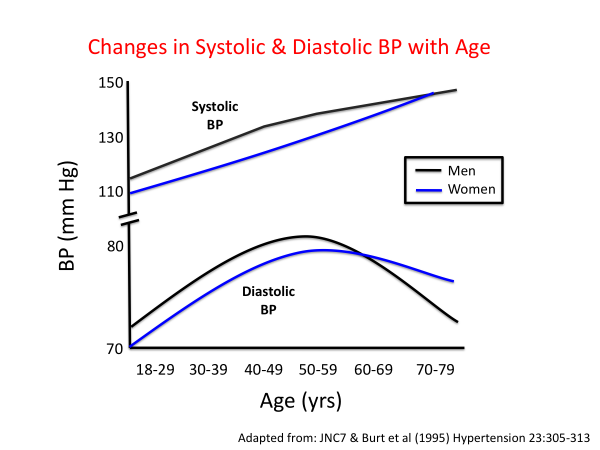 Changes in Systolic & Diastolic BP with Age
150
Systolic
BP
130
Men
Women
110
BP (mm Hg)
80
Diastolic
BP
70
18-29 30-39 40-49 50-59 60-69 70-79
Age (yrs)
Adapted from: JNC7 & Burt et al (1995) Hypertension 23:305-313